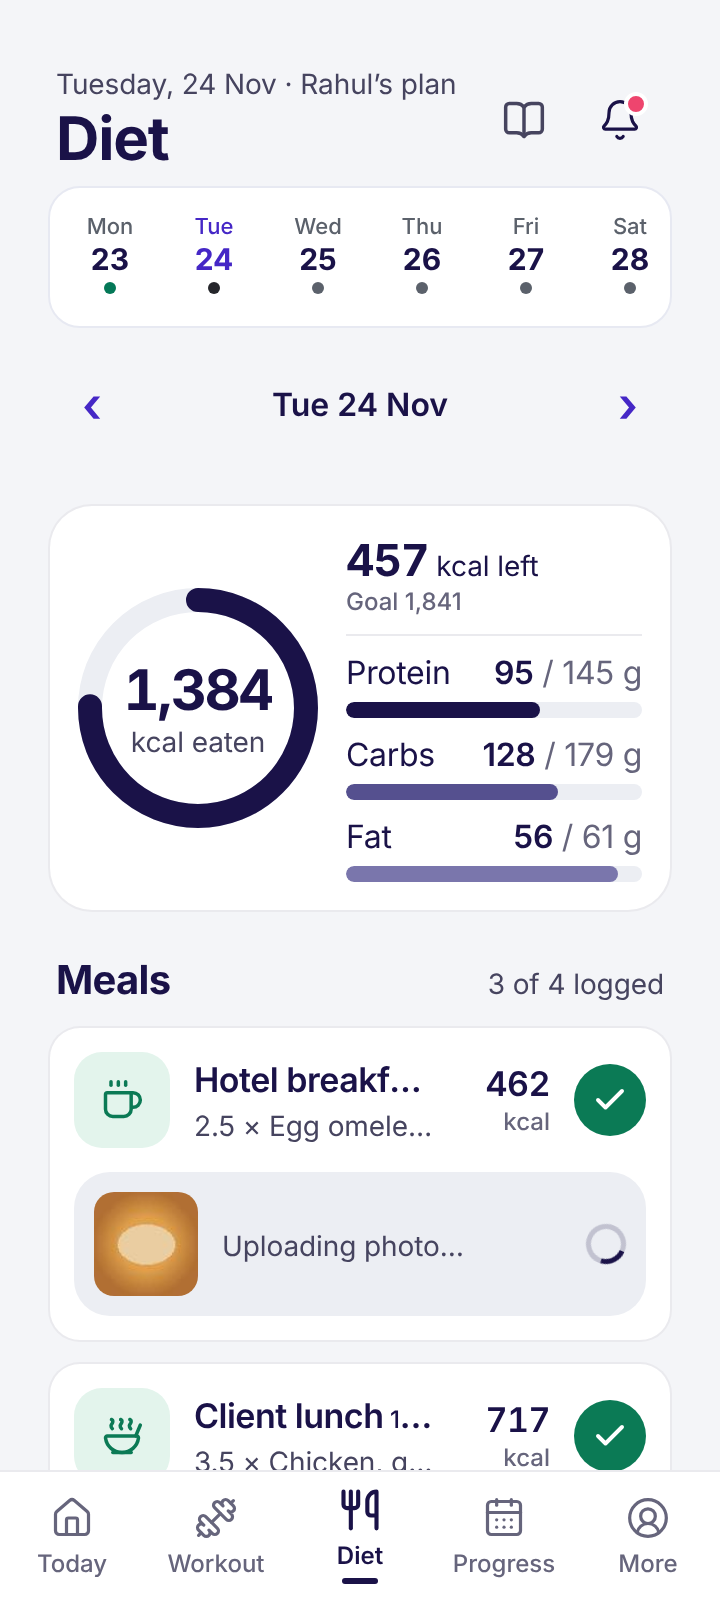 Tuesday, 24 Nov · Rahul’s plan
Diet
Mon Tue Wed Thu Fri Sat
23 24 25 26 27 28
‹ Tue 24 Nov ›
457 kcal left
Goal 1,841
1,384
kcal eaten
Protein 95 / 145 g
Carbs 128 / 179 g
Fat 56 / 61 g
Meals 3 of 4 logged
Hotel breakf... 462
2.5 × Egg omele... kcal
Uploading photo...
Client lunch 1... 717
3.5 × Chicken, g... kcal
Today Workout Diet Progress More